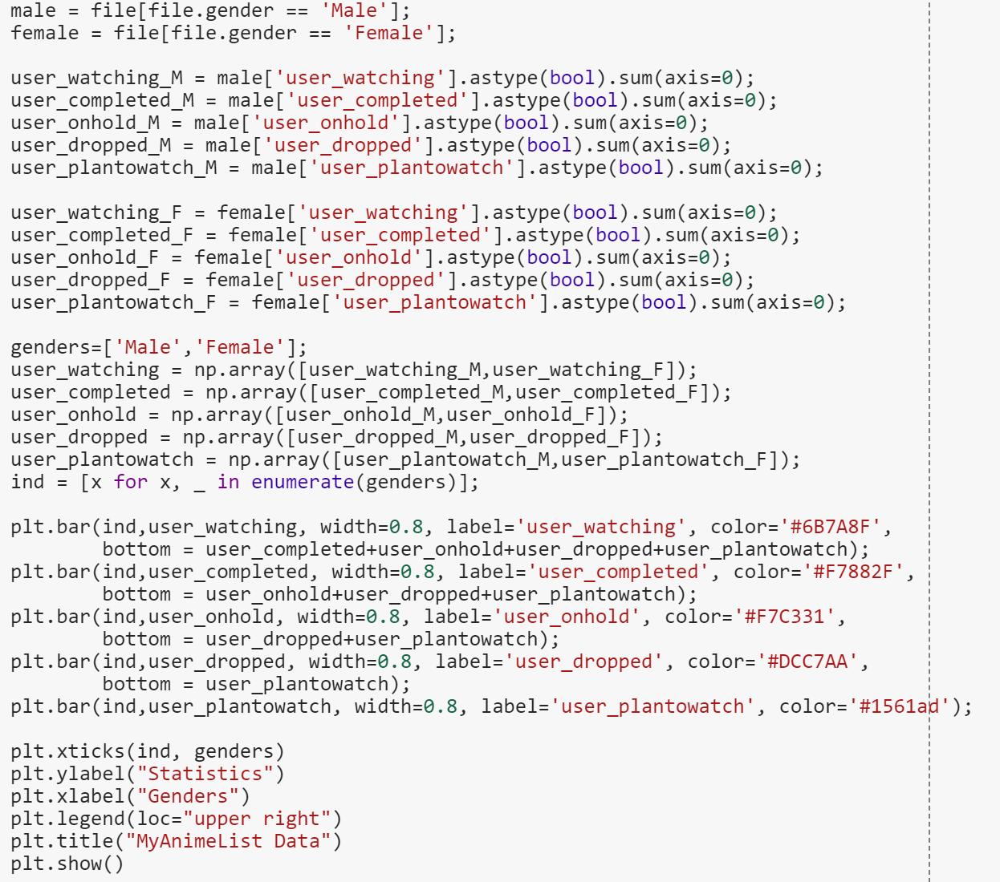 male = file[file.gender == 'Male'];
female = file[file.gender == 'Female'];

user_watching_M = male['user_watching'].astype(bool).sum(axis=0);
user_completed_M = male['user_completed'].astype(bool).sum(axis=0);
user_onhold_M = male['user_onhold'].astype(bool).sum(axis=0);
user_dropped_M = male['user_dropped'].astype(bool).sum(axis=0);
user_plantowatch_M = male['user_plantowatch'].astype(bool).sum(axis=0);

user_watching_F = female['user_watching'].astype(bool).sum(axis=0);
user_completed_F = female['user_completed'].astype(bool).sum(axis=0);
user_onhold_F = female['user_onhold'].astype(bool).sum(axis=0);
user_dropped_F = female['user_dropped'].astype(bool).sum(axis=0);
user_plantowatch_F = female['user_plantowatch'].astype(bool).sum(axis=0);

genders=['Male','Female'];
user_watching = np.array([user_watching_M,user_watching_F]);
user_completed = np.array([user_completed_M,user_completed_F]);
user_onhold = np.array([user_onhold_M,user_onhold_F]);
user_dropped = np.array([user_dropped_M,user_dropped_F]);
user_plantowatch = np.array([user_plantowatch_M,user_plantowatch_F]);
ind = [x for x, _ in enumerate(genders)];

plt.bar(ind,user_watching, width=0.8, label='user_watching', color='#6B7A8F',
        bottom = user_completed+user_onhold+user_dropped+user_plantowatch);
plt.bar(ind,user_completed, width=0.8, label='user_completed', color='#F7882F',
        bottom = user_onhold+user_dropped+user_plantowatch);
plt.bar(ind,user_onhold, width=0.8, label='user_onhold', color='#F7C331',
        bottom = user_dropped+user_plantowatch);
plt.bar(ind,user_dropped, width=0.8, label='user_dropped', color='#DCC7AA',
        bottom = user_plantowatch);
plt.bar(ind,user_plantowatch, width=0.8, label='user_plantowatch', color='#1561ad');

plt.xticks(ind, genders)
plt.ylabel("Statistics")
plt.xlabel("Genders")
plt.legend(loc="upper right")
plt.title("MyAnimeList Data")
plt.show()